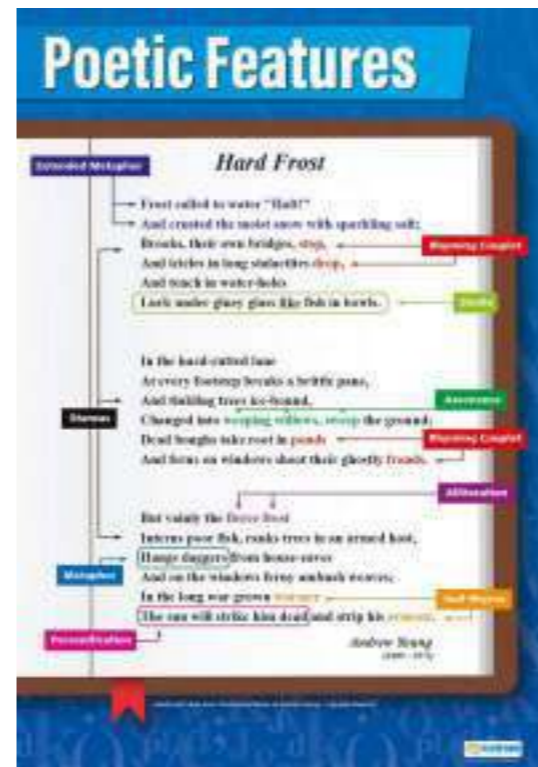 Poetic Features
Hard Frost
Extended Metaphor
Frost called to water "Halt!"
And crusted the moist snow with sparkling salt;
Brooks, their own bridges, stop,
Rhyming Couplet
And icicles in long stalactites drop,
And tench in water-holes
Lurk under gluey glass like fish in bowls.
Simile
In the hard-rutted lane
At every footstep breaks a brittle pane,
And tinkling trees ice-bound,
Assonance
Stanzas
Changed into weeping willows, sweep the ground;
Dead boughs take root in ponds
Rhyming Couplet
And ferns on windows shoot their ghostly fronds.
Alliteration
But vainly the fierce frost
Interns poor fish, ranks trees in an armed host,
Hangs daggers from house-eaves
Metaphor
And on the windows ferny ambush weaves;
In the long war grown warmer
Half Rhyme
The sun will strike him dead and strip his armour.
Personification
Andrew Young